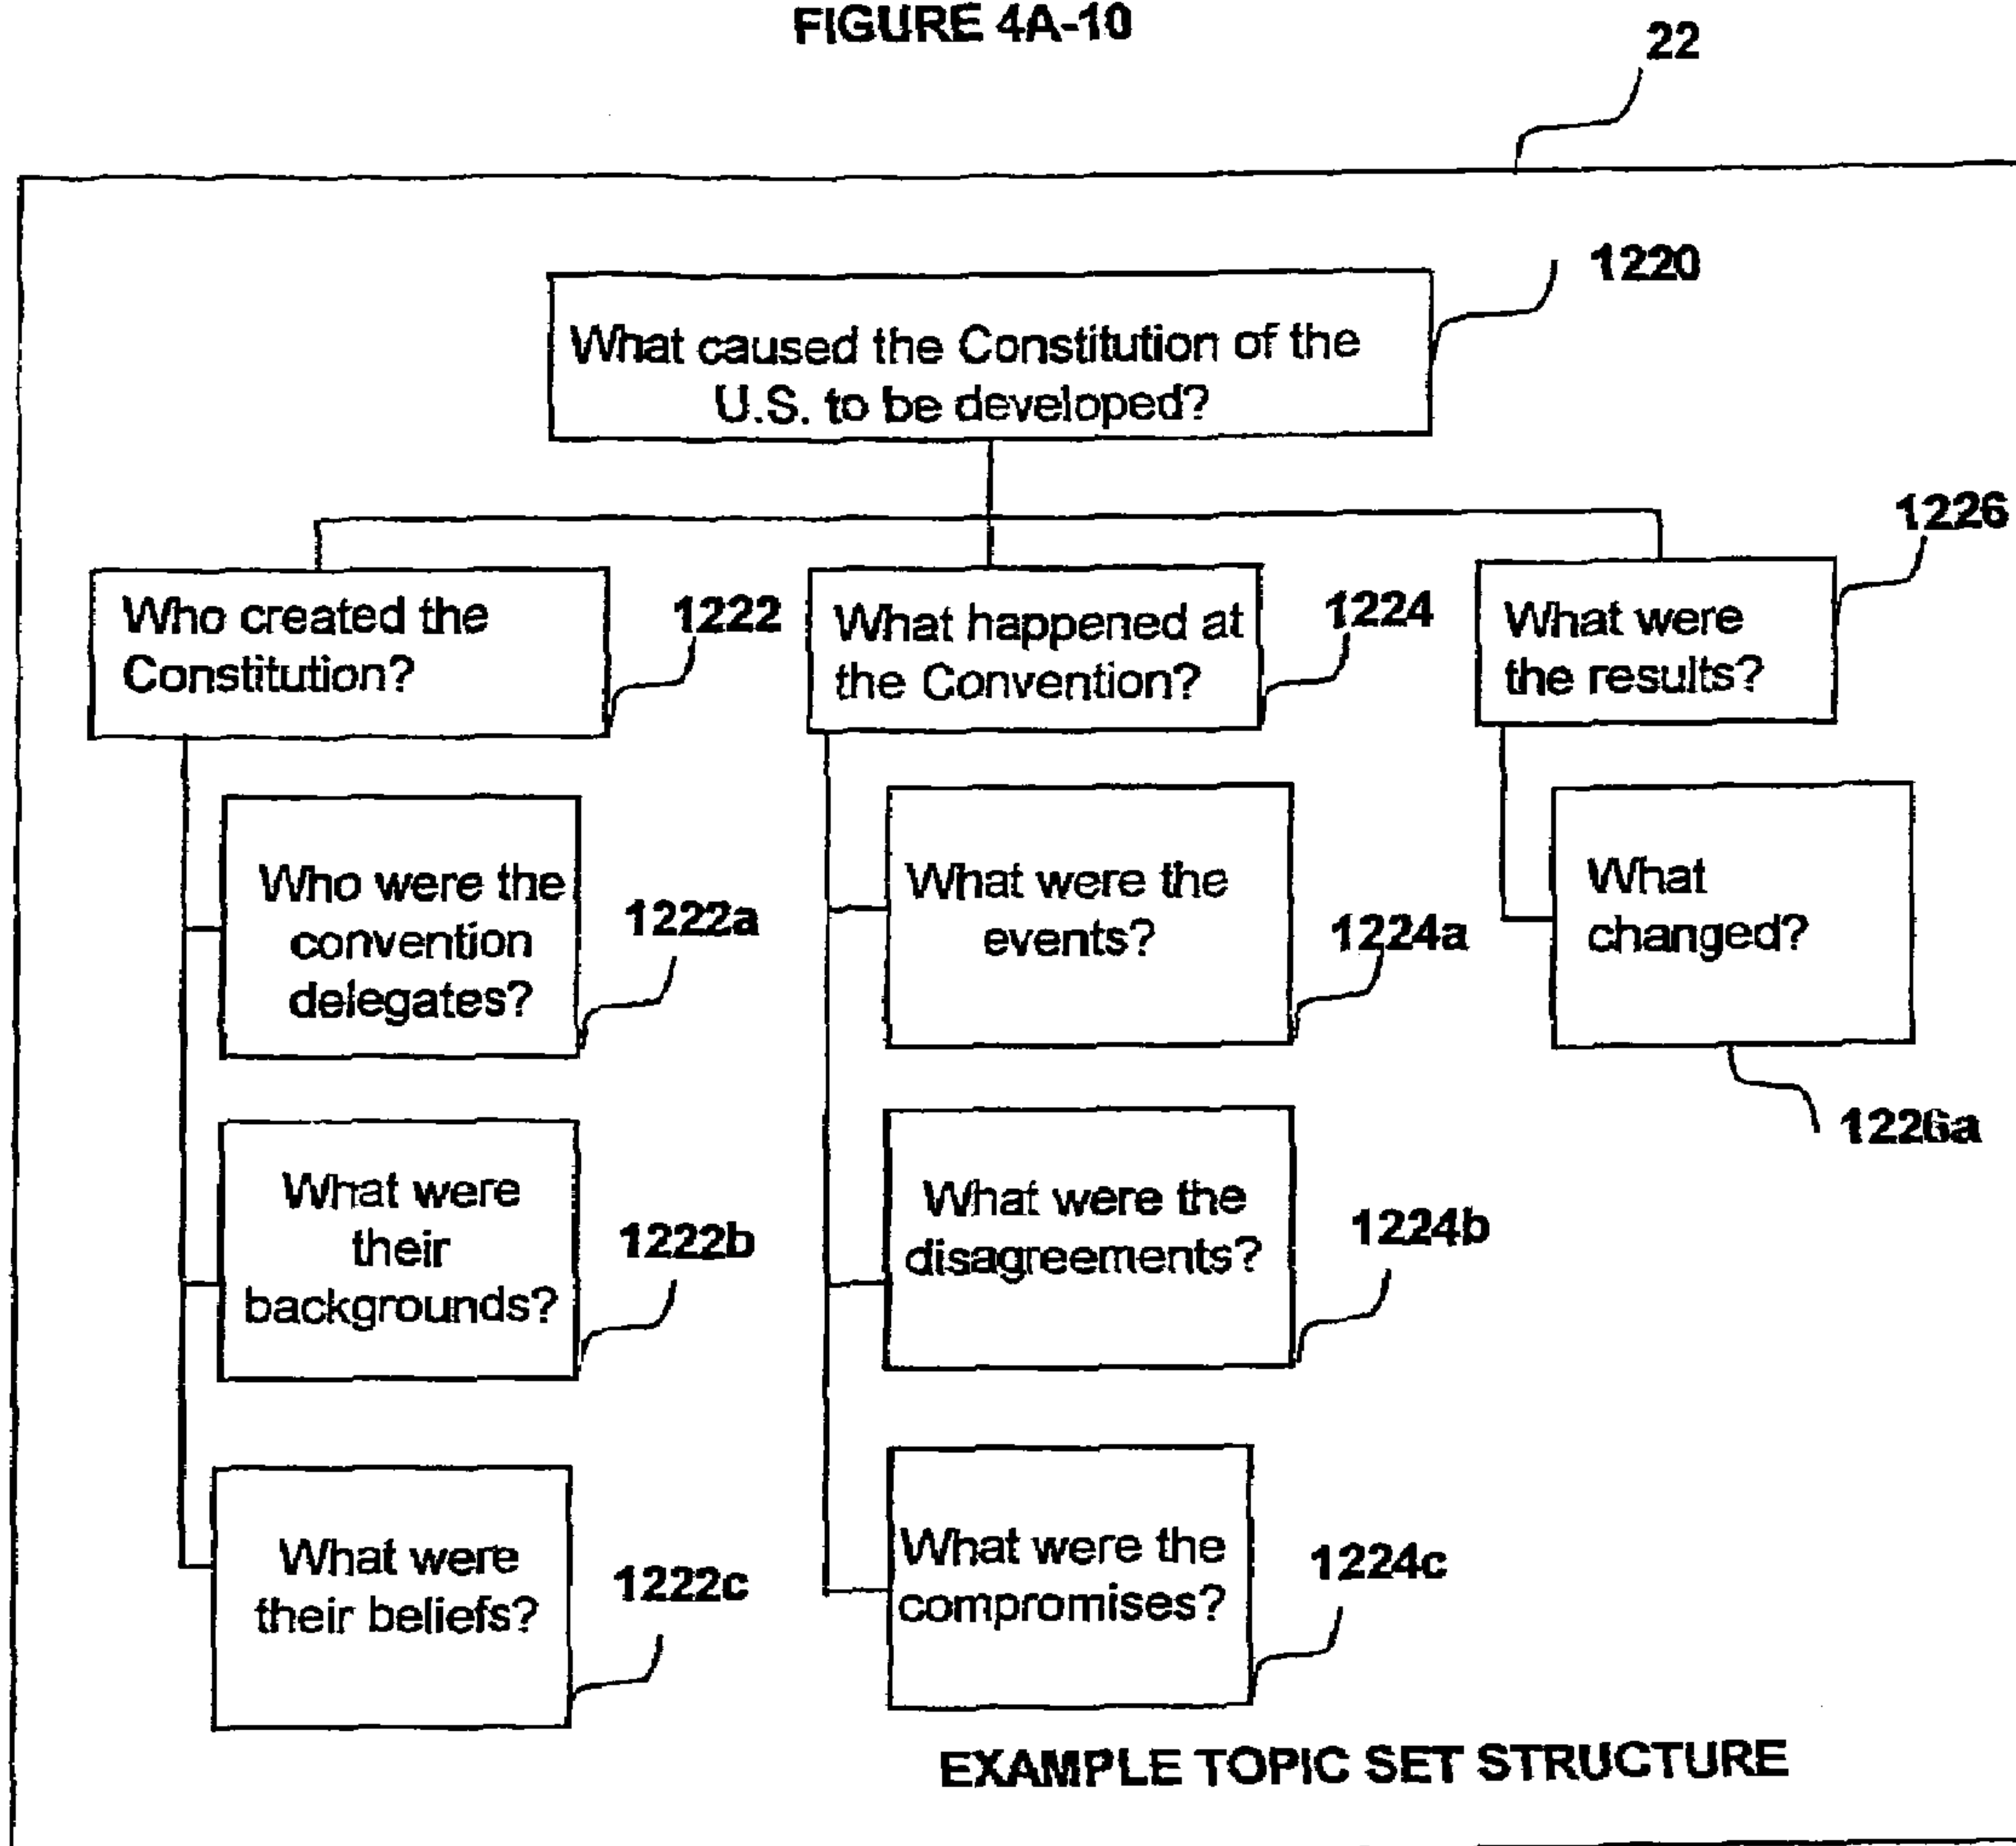 FIGURE 4A-10
22
1220
What caused the Constitution of the
U.S. to be developed?
1226
Who created the
Constitution?
1222
What happened at
the Convention?
1224
What were
the results?
Who were the
convention
delegates?
1222a
What were the
events?
1224a
What
changed?
1226a
What were
their
backgrounds?
1222b
What were the
disagreements?
1224b
What were
their beliefs?
1222c
What were the
compromises?
1224c
EXAMPLE TOPIC SET STRUCTURE